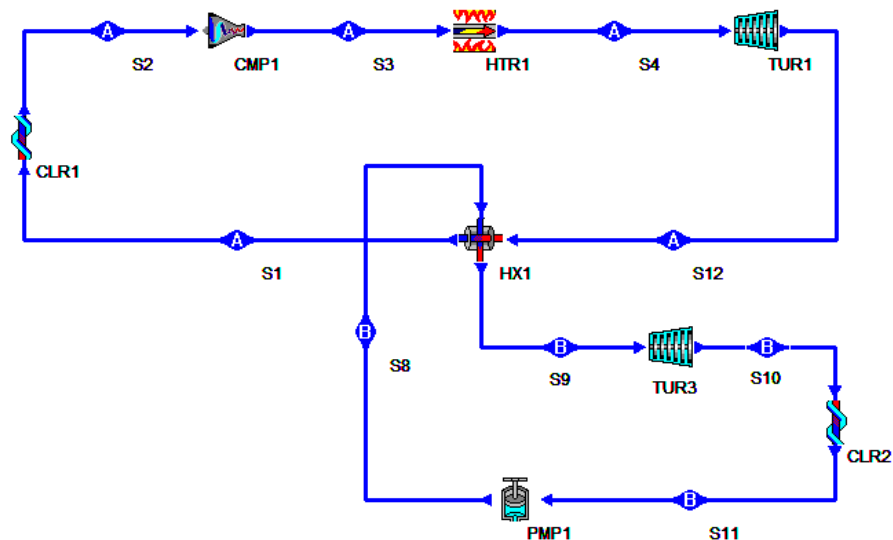 A
A
A
S2
CMP1
S3
HTR1
S4
TUR1
CLR1
A
A
S1
HX1
S12
B
B
B
S8
S9
TUR3
S10
CLR2
B
PMP1
S11